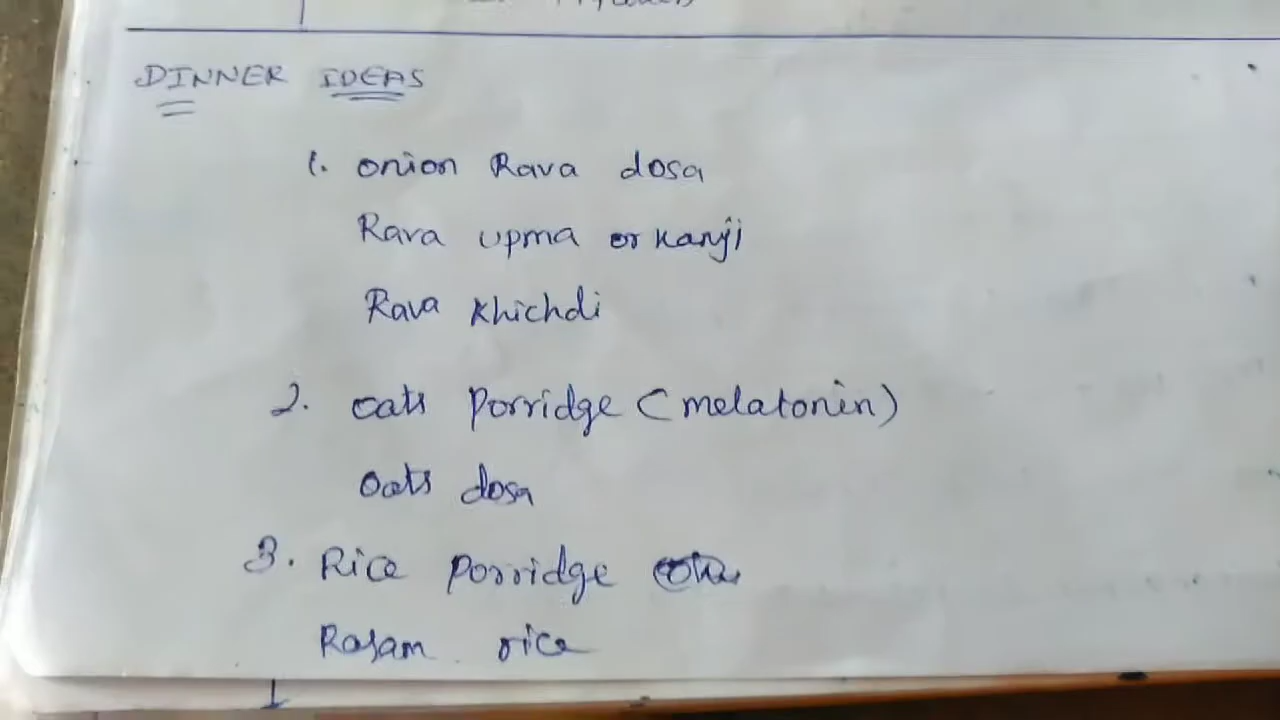 DINNER IDEAS
1. onion Rava dosa
Rava upma or kanji
Rava khichdi
2. oats porridge (melatonin)
oats dosa
3. Rice porridge
Rasam rice